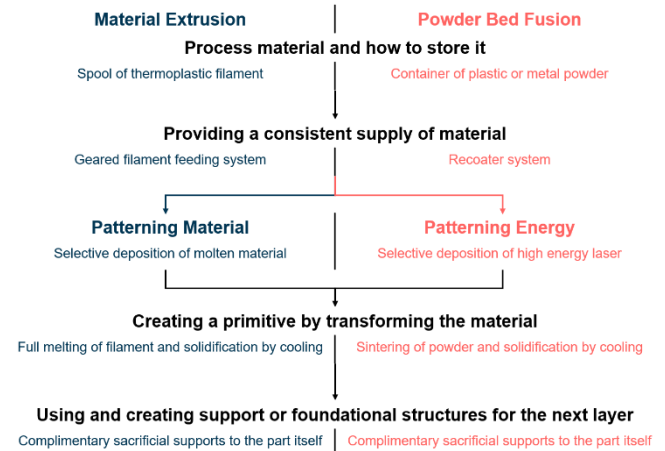 Material Extrusion
Powder Bed Fusion
Process material and how to store it
Spool of thermoplastic filament
Container of plastic or metal powder
Providing a consistent supply of material
Geared filament feeding system
Recoater system
Patterning Material
Patterning Energy
Selective deposition of molten material
Selective deposition of high energy laser
Creating a primitive by transforming the material
Full melting of filament and solidification by cooling
Sintering of powder and solidification by cooling
Using and creating support or foundational structures for the next layer
Complimentary sacrificial supports to the part itself
Complimentary sacrificial supports to the part itself